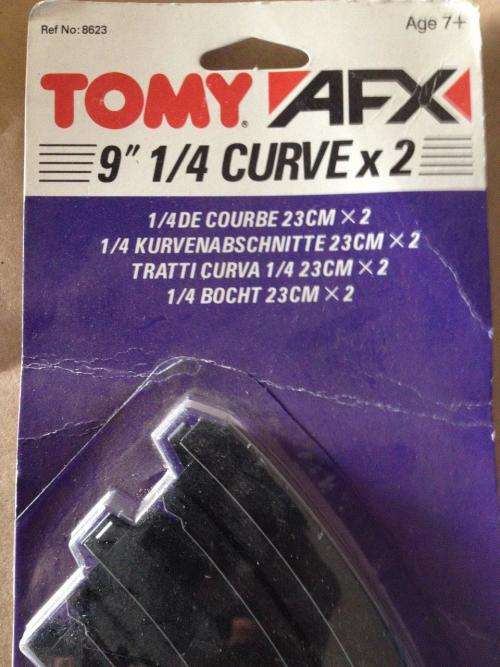 Ref No: 8623
Age 7+
TOMY® AFX
9" 1/4 CURVE x 2
1/4 DE COURBE 23CM × 2
1/4 KURVENABSCHNITTE 23CM × 2
TRATTI CURVA 1/4 23CM × 2
1/4 BOCHT 23CM × 2